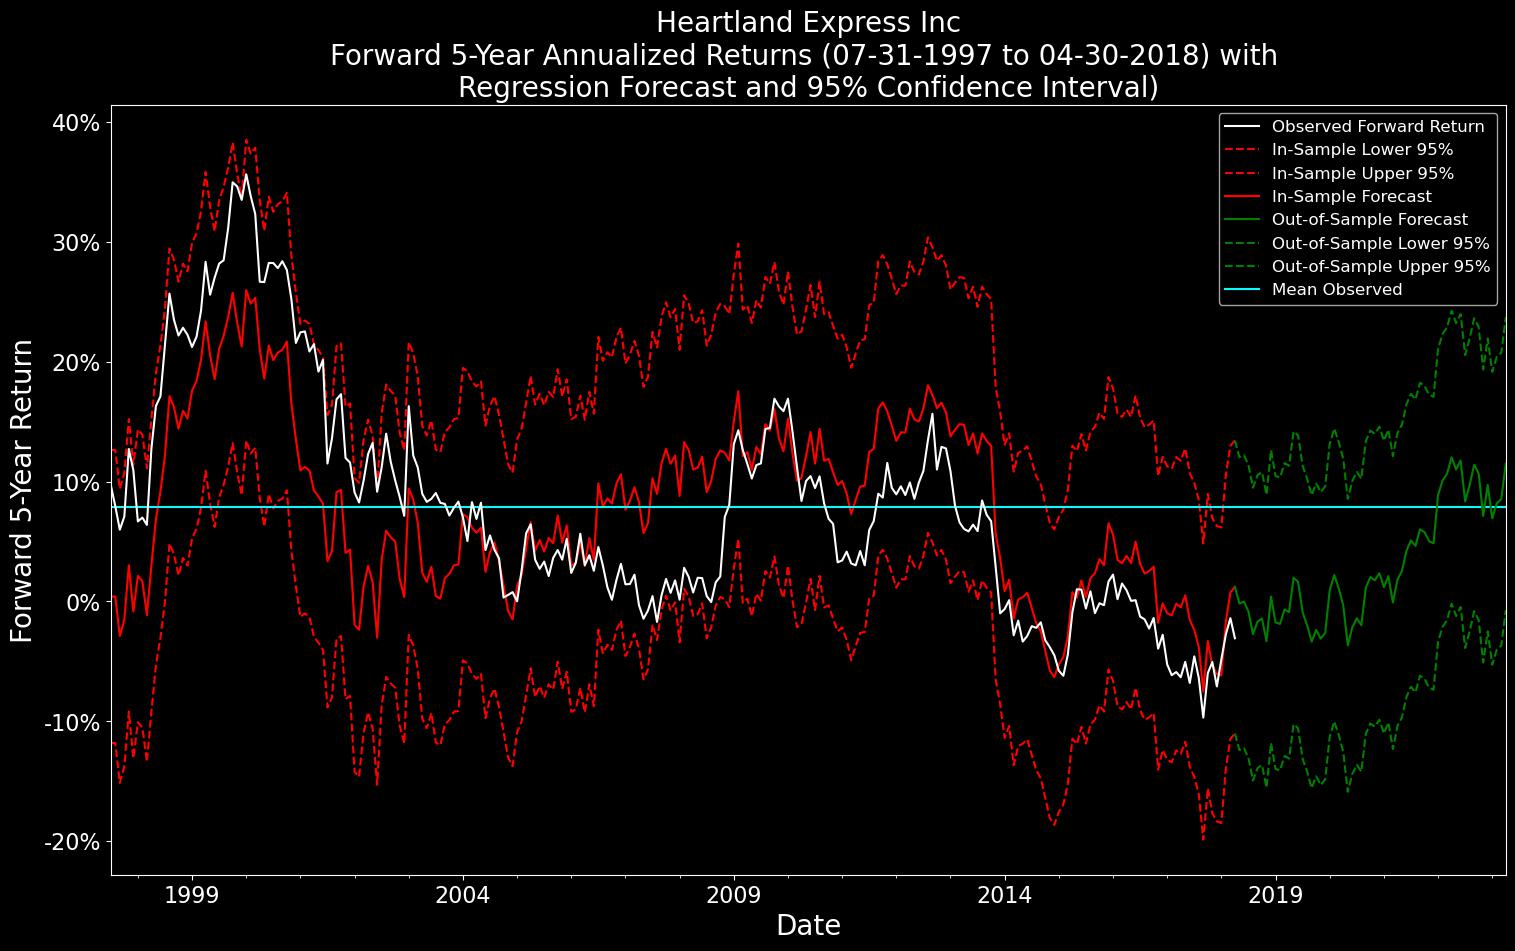 Heartland Express Inc
Forward 5-Year Annualized Returns (07-31-1997 to 04-30-2018) with
Regression Forecast and 95% Confidence Interval)
Forward 5-Year Return
40%
30%
20%
10%
0%
-10%
-20%
Observed Forward Return
In-Sample Lower 95%
In-Sample Upper 95%
In-Sample Forecast
Out-of-Sample Forecast
Out-of-Sample Lower 95%
Out-of-Sample Upper 95%
Mean Observed
1999
2004
2009
2014
2019
Date